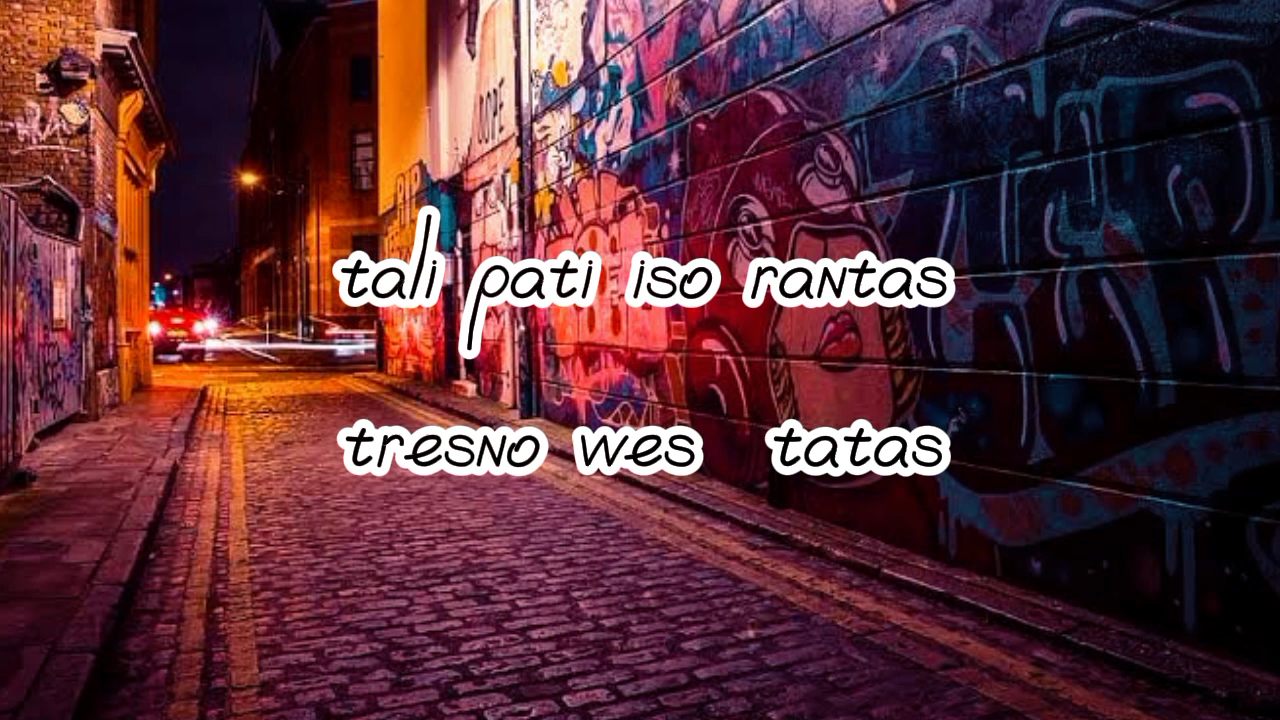 tali pati iso rantas
tresno wes tatas